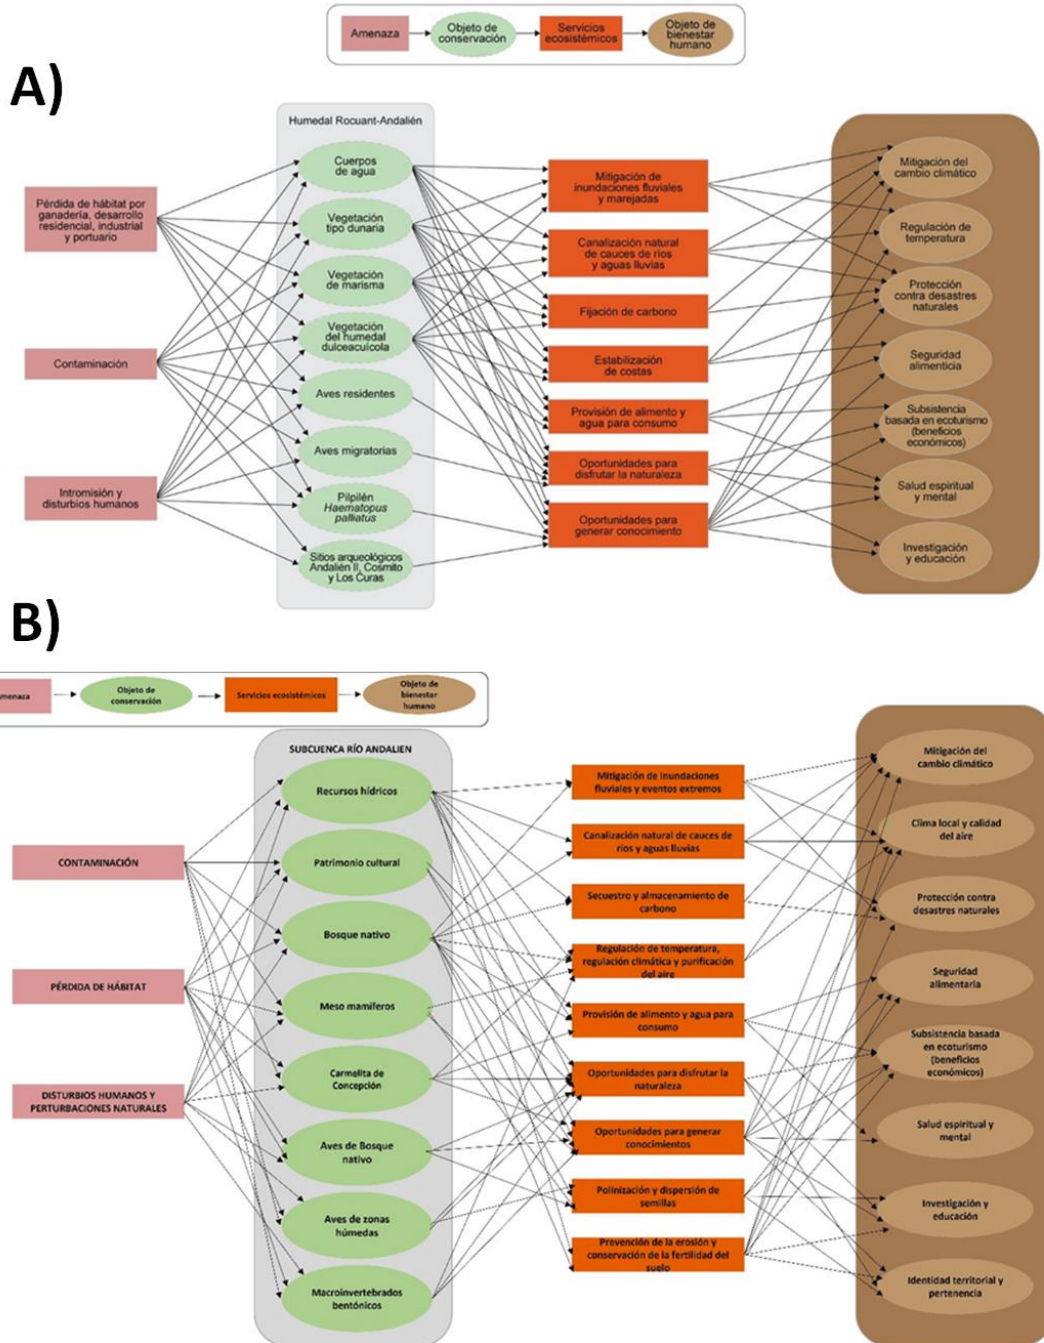 Amenaza
Objeto de
conservación
Servicios
ecosistémicos
Objeto de
bienestar
humano
A)
Humedal Rocuant-Andalién
Pérdida de hábitat por
ganadería, desarrollo
residencial, industrial
y portuario
Contaminación
Intromisión y
disturbios humanos
Cuerpos
de agua
Vegetación
tipo dunaria
Vegetación
de marisma
Vegetación
del humedal
dulceacuícola
Aves residentes
Aves migratorias
Pilpilén
Haematopus
palliatus
Sitios arqueológicos
Andalién II, Cosmito
y Los Curas
Mitigación de
inundaciones fluviales
y marejadas
Canalización natural
de cauces de ríos
y aguas lluvias
Fijación de carbono
Estabilización
de costas
Provisión de alimento y
agua para consumo
Oportunidades para
disfrutar la naturaleza
Oportunidades para
generar conocimiento
Mitigación del
cambio climático
Regulación de
temperatura
Protección
contra desastres
naturales
Seguridad
alimenticia
Subsistencia
basada en ecoturismo
(beneficios
económicos)
Salud espiritual
y mental
Investigación
y educación
B)
menaza
Objeto de
conservación
Servicios ecosistémicos
Objeto de
bienestar
humano
SUBCUENCA RÍO ANDALIEN
CONTAMINACIÓN
PÉRDIDA DE HÁBITAT
DISTURBIOS HUMANOS Y
PERTURBACIONES NATURALES
Recursos hídricos
Patrimonio cultural
Bosque nativo
Meso mamíferos
Carmelita de
Concepción
Aves de Bosque
nativo
Aves de zonas
húmedas
Macroinvertebrados
bentónicos
Mitigación de inundaciones
fluviales y eventos extremos
Canalización natural de cauces de
ríos y aguas lluvias
Secuestro y almacenamiento de
carbono
Regulación de temperatura,
regulación climática y purificación
del aire
Provisión de alimento y agua para
consumo
Oportunidades para disfrutar la
naturaleza
Oportunidades para generar
conocimientos
Polinización y dispersión de
semillas
Prevención de la erosión y
conservación de la fertilidad del
suelo
Mitigación del
cambio climático
Clima local y calidad
del aire
Protección contra
desastres naturales
Seguridad
alimentaria
Subsistencia basada
en ecoturismo
(beneficios
económicos)
Salud espiritual y
mental
Investigación y
educación
Identidad territorial y
pertenencia